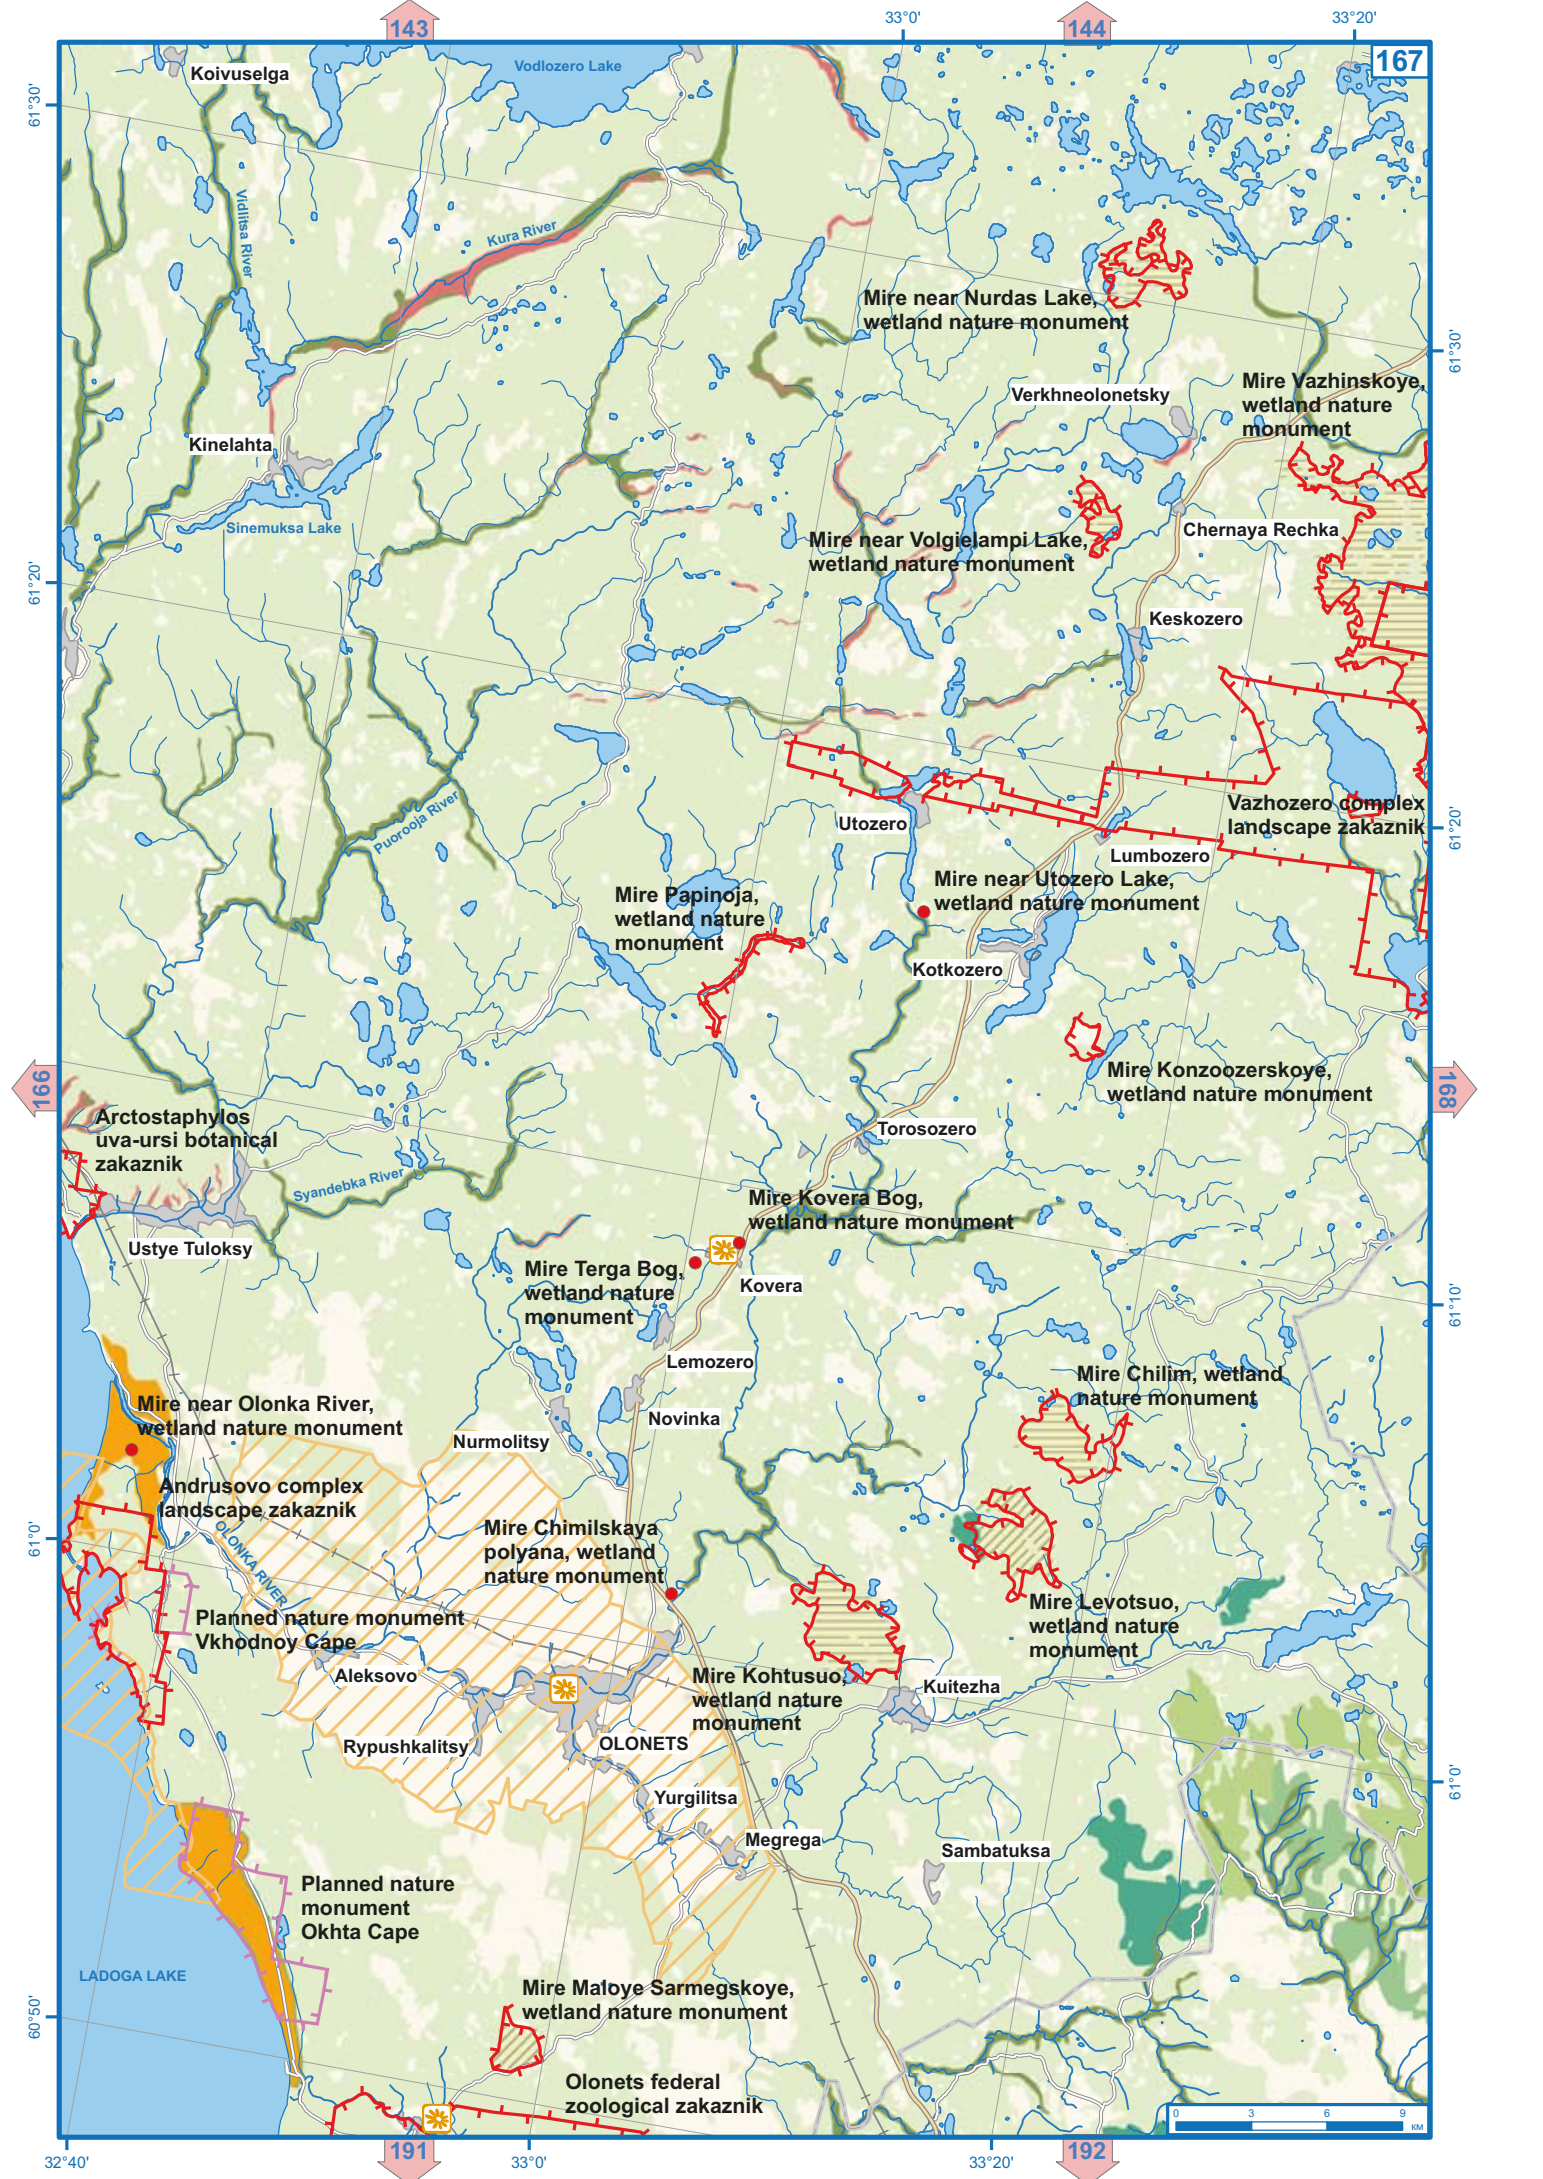 143
33°0'
144
33°20'
167
Koivuselga
Vodlozero Lake
61°30'
Vidlitsa River
Kura River
Mire near Nurdas Lake,
wetland nature monument
61°30'
Verkhneolonetsky
Mire Vazhinskoye,
wetland nature
monument
Kinelahta
Sinemuksa Lake
Chernaya Rechka
Mire near Volgielampi Lake,
wetland nature monument
61°20'
Keskozero
Puorooja River
Utozero
Vazhozero complex
landscape zakaznik
61°20'
Lumbozero
Mire near Utozero Lake,
wetland nature monument
Mire Papinoja,
wetland nature
monument
Kotkozero
166
Mire Konzoozerskoye,
wetland nature monument
168
Arctostaphylos
uva-ursi botanical
zakaznik
Torosozero
Syandebka River
Mire Kovera Bog,
wetland nature monument
Ustye Tuloksy
Mire Terga Bog,
wetland nature
monument
Kovera
61°10'
Lemozero
Mire Chilim, wetland
nature monument
Mire near Olonka River,
wetland nature monument
Novinka
Nurmolitsy
Andrusovo complex
landscape zakaznik
61°0'
OLONKA RIVER
Mire Chimilskaya
polyana, wetland
nature monument
Mire Levotsuo,
wetland nature
monument
Planned nature monument
Vkhodnoy Cape
Aleksovo
Mire Kohtusuo,
wetland nature
monument
Kuitezha
Rypushkalitsy
OLONETS
61°0'
Yurgilitsa
Megrega
Sambatuksa
Planned nature
monument
Okhta Cape
LADOGA LAKE
Mire Maloye Sarmegskoye,
wetland nature monument
60°50'
Olonets federal
zoological zakaznik
0 3 6 9
км
32°40'
191
33°0'
33°20'
192